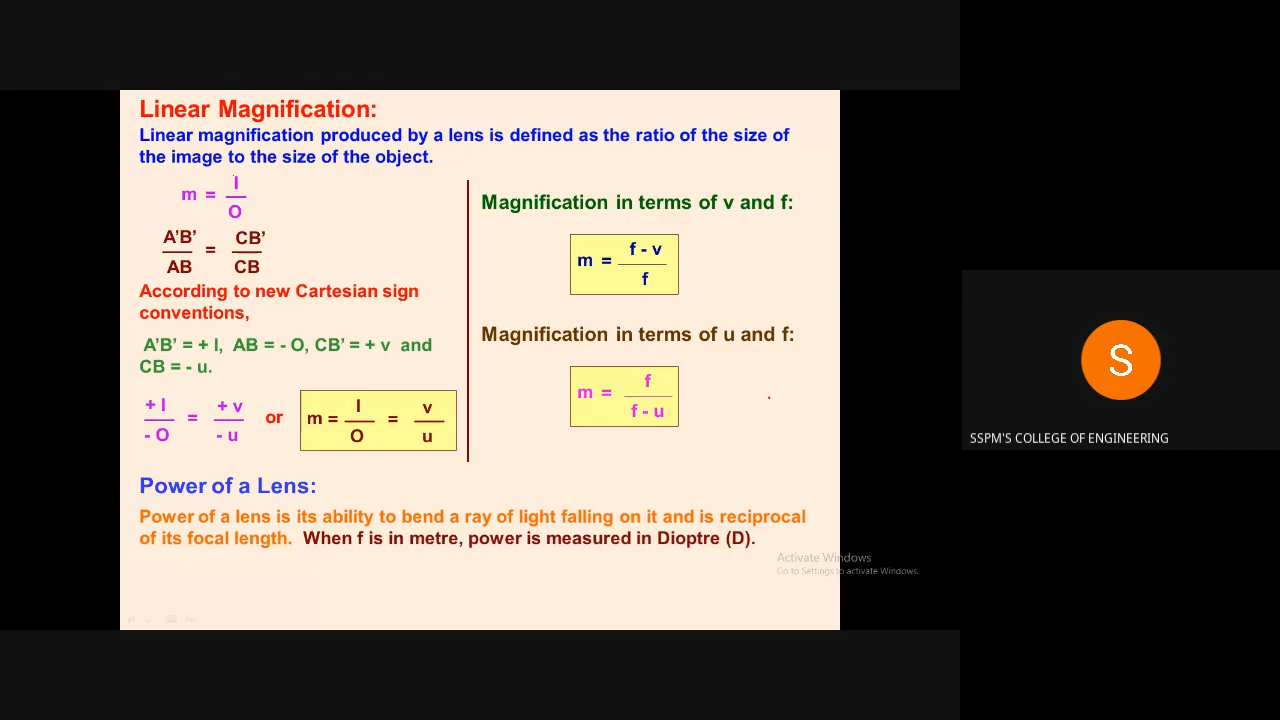 Linear Magnification:
Linear magnification produced by a lens is defined as the ratio of the size of
the image to the size of the object.
m = I
O
A’B’ = CB’
AB CB
According to new Cartesian sign
conventions,
A’B’ = + I, AB = - O, CB’ = + v and
CB = - u.
+ I = + v
- O - u
or
m = I = v
O u
Magnification in terms of v and f:
m = f - v
f
Magnification in terms of u and f:
m = f
f - u
Power of a Lens:
Power of a lens is its ability to bend a ray of light falling on it and is reciprocal
of its focal length. When f is in metre, power is measured in Dioptre (D).
Activate Windows
Go to Settings to activate Windows.
S
SSPM'S COLLEGE OF ENGINEERING